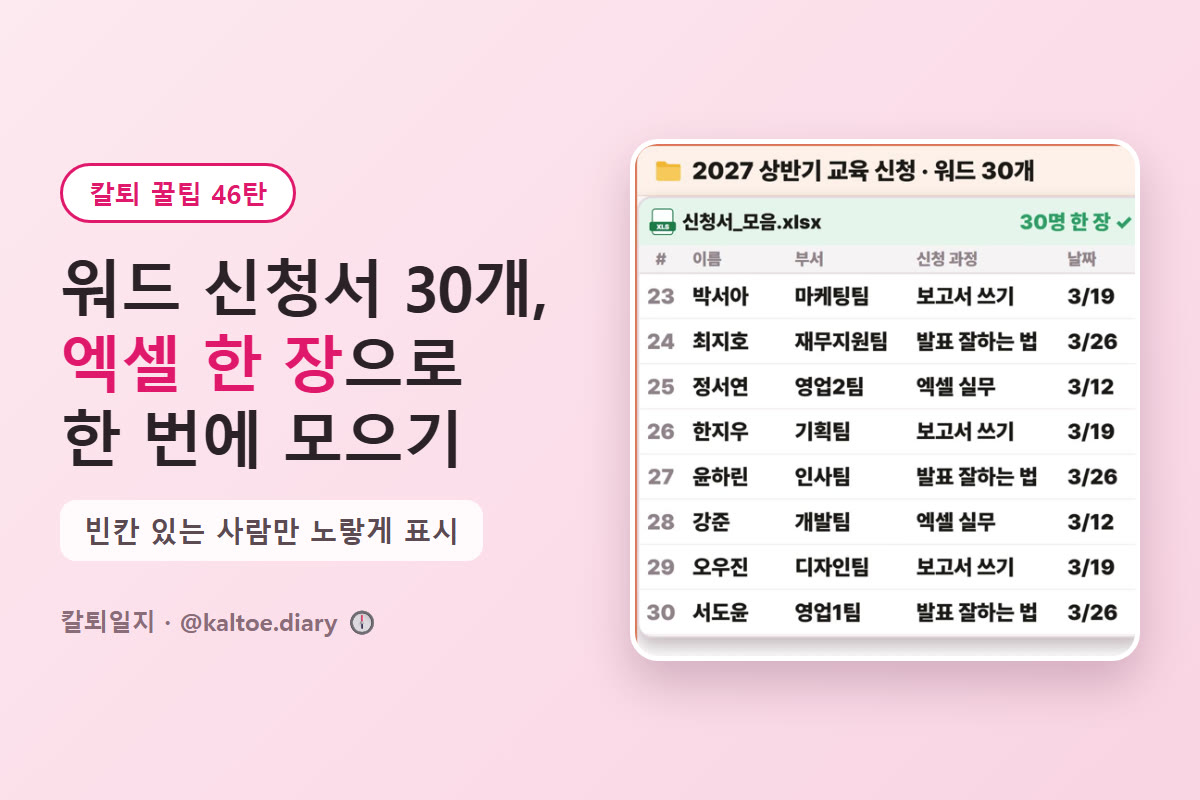 칼퇴 꿀팁 46탄
워드 신청서 30개,
엑셀 한 장으로
한 번에 모으기
빈칸 있는 사람만 노랗게 표시
칼퇴일지 · @kaltoe.diary
2027 상반기 교육 신청 · 워드 30개
XLS 신청서_모음.xlsx 30명 한 장 ✓
# 이름 부서 신청 과정 날짜
23 박서아 마케팅팀 보고서 쓰기 3/19
24 최지호 재무지원팀 발표 잘하는 법 3/26
25 정서연 영업2팀 엑셀 실무 3/12
26 한지우 기획팀 보고서 쓰기 3/19
27 윤하린 인사팀 발표 잘하는 법 3/26
28 강준 개발팀 엑셀 실무 3/12
29 오우진 디자인팀 보고서 쓰기 3/19
30 서도윤 영업1팀 발표 잘하는 법 3/26